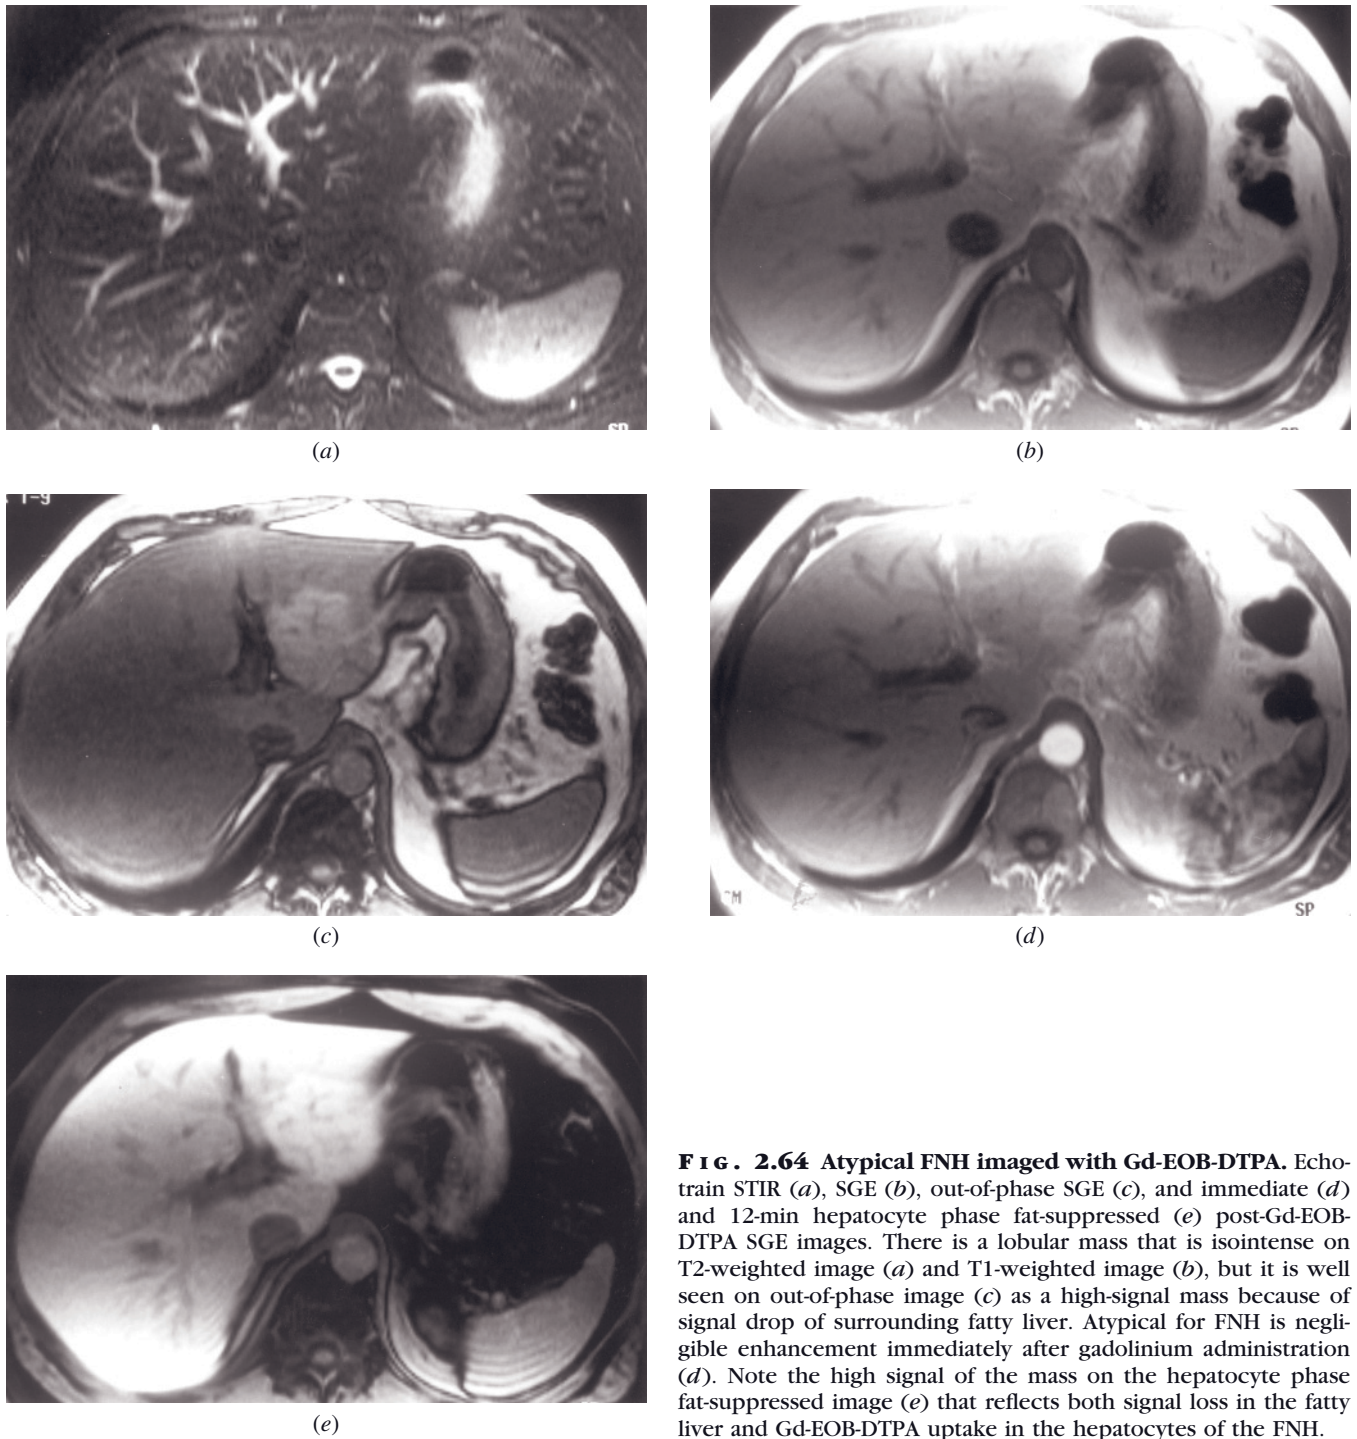 SP
(a)
(b)
T-9
(c)
M
SP
(d)
(e)
FIG. 2.64 Atypical FNH imaged with Gd-EOB-DTPA. Echo-
train STIR (a), SGE (b), out-of-phase SGE (c), and immediate (d)
and 12-min hepatocyte phase fat-suppressed (e) post-Gd-EOB-
DTPA SGE images. There is a lobular mass that is isointense on
T2-weighted image (a) and T1-weighted image (b), but it is well
seen on out-of-phase image (c) as a high-signal mass because of
signal drop of surrounding fatty liver. Atypical for FNH is negli-
gible enhancement immediately after gadolinium administration
(d). Note the high signal of the mass on the hepatocyte phase
fat-suppressed image (e) that reflects both signal loss in the fatty
liver and Gd-EOB-DTPA uptake in the hepatocytes of the FNH.